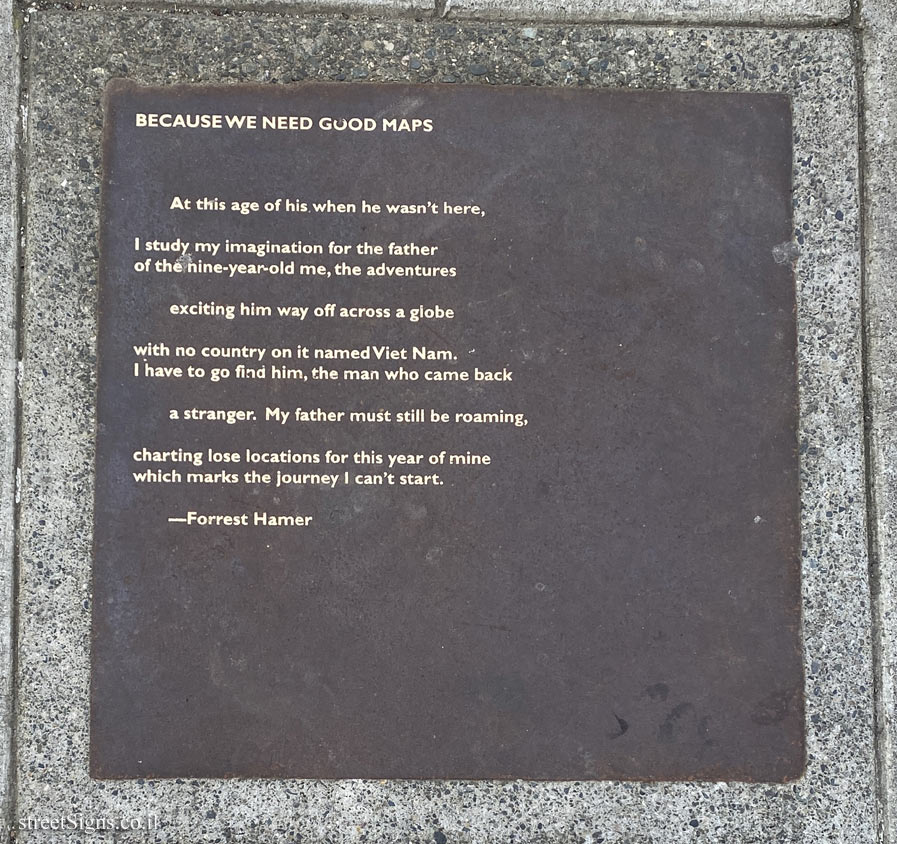 BECAUSE WE NEED GOOD MAPS
At this age of his when he wasn't here,
I study my imagination for the father
of the nine-year-old me, the adventures
exciting him way off across a globe
with no country on it named Viet Nam.
I have to go find him, the man who came back
a stranger. My father must still be roaming,
charting lose locations for this year of mine
which marks the journey I can't start.
—Forrest Hamer
streetSigns.co.il